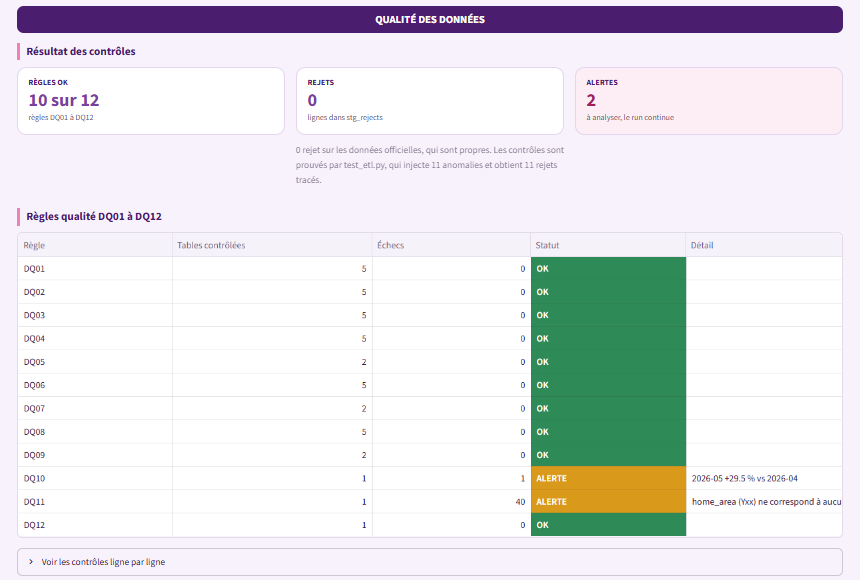 QUALITÉ DES DONNÉES
Résultat des contrôles
RÈGLES OK
10 sur 12
règles DQ01 à DQ12
REJETS
0
lignes dans stg_rejects
ALERTES
2
à analyser, le run continue
0 rejet sur les données officielles, qui sont propres. Les contrôles sont
prouvés par test_etl.py, qui injecte 11 anomalies et obtient 11 rejets
tracés.
Règles qualité DQ01 à DQ12
Règle Tables contrôlées Échecs Statut Détail
DQ01 5 0 OK
DQ02 5 0 OK
DQ03 5 0 OK
DQ04 5 0 OK
DQ05 2 0 OK
DQ06 5 0 OK
DQ07 2 0 OK
DQ08 5 0 OK
DQ09 2 0 OK
DQ10 1 1 ALERTE 2026-05 +29.5 % vs 2026-04
DQ11 1 40 ALERTE home_area (Yxx) ne correspond à aucu
DQ12 1 0 OK
Voir les contrôles ligne par ligne